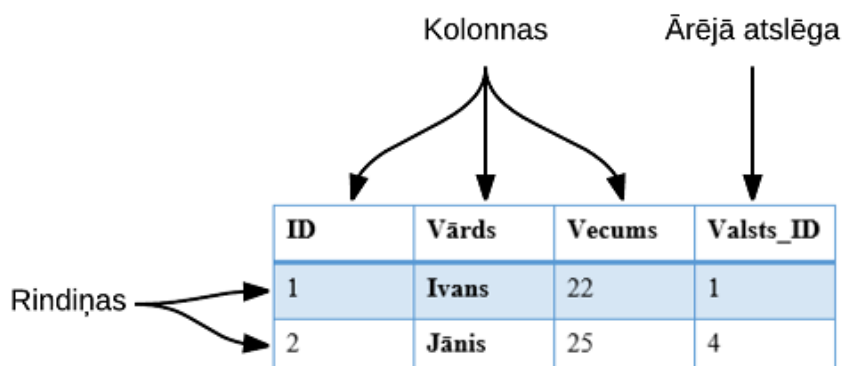 Kolonnas Ārējā atslēga
ID Vārds Vecums Valsts_ID
Rindiņas 1 Ivans 22 1
2 Jānis 25 4